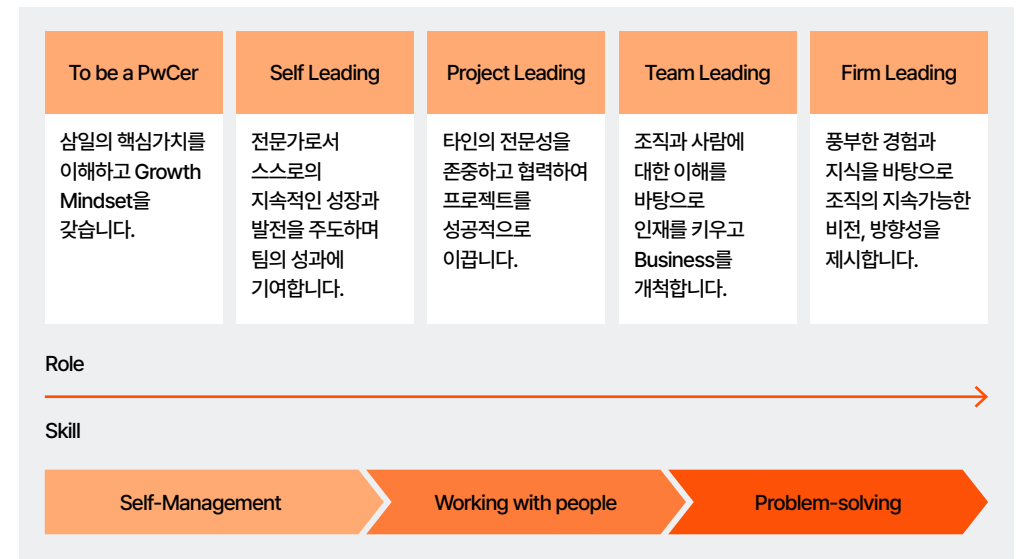 To be a PwCer
삼일의 핵심가치를
이해하고 Growth
Mindset을
갖습니다.
Self Leading
전문가로서
스스로의
지속적인 성장과
발전을 주도하며
팀의 성과에
기여합니다.
Project Leading
타인의 전문성을
존중하고 협력하여
프로젝트를
성공적으로
이끕니다.
Team Leading
조직과 사람에
대한 이해를
바탕으로
인재를 키우고
Business를
개척합니다.
Firm Leading
풍부한 경험과
지식을 바탕으로
조직의 지속가능한
비전, 방향성을
제시합니다.
Role
Skill
Self-Management
Working with people
Problem-solving